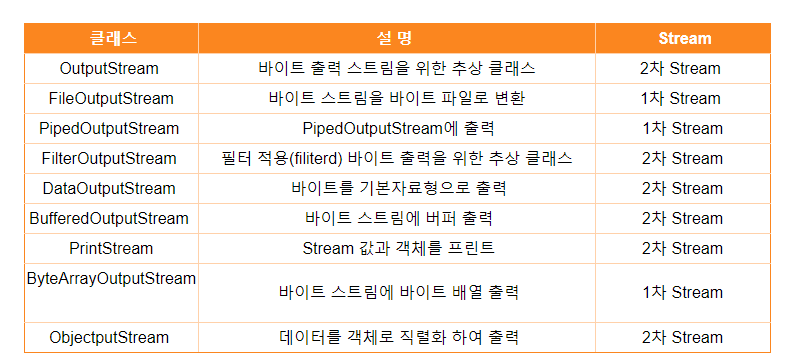 클래스 설 명 Stream
OutputStream 바이트 출력 스트림을 위한 추상 클래스 2차 Stream
FileOutputStream 바이트 스트림을 바이트 파일로 변환 1차 Stream
PipedOutputStream PipedOutputStream에 출력 1차 Stream
FilterOutputStream 필터 적용(filiterd) 바이트 출력을 위한 추상 클래스 2차 Stream
DataOutputStream 바이트를 기본자료형으로 출력 2차 Stream
BufferedOutputStream 바이트 스트림에 버퍼 출력 2차 Stream
PrintStream Stream 값과 객체를 프린트 2차 Stream
ByteArrayOutputStream 바이트 스트림에 바이트 배열 출력 1차 Stream
ObjectputStream 데이터를 객체로 직렬화 하여 출력 2차 Stream